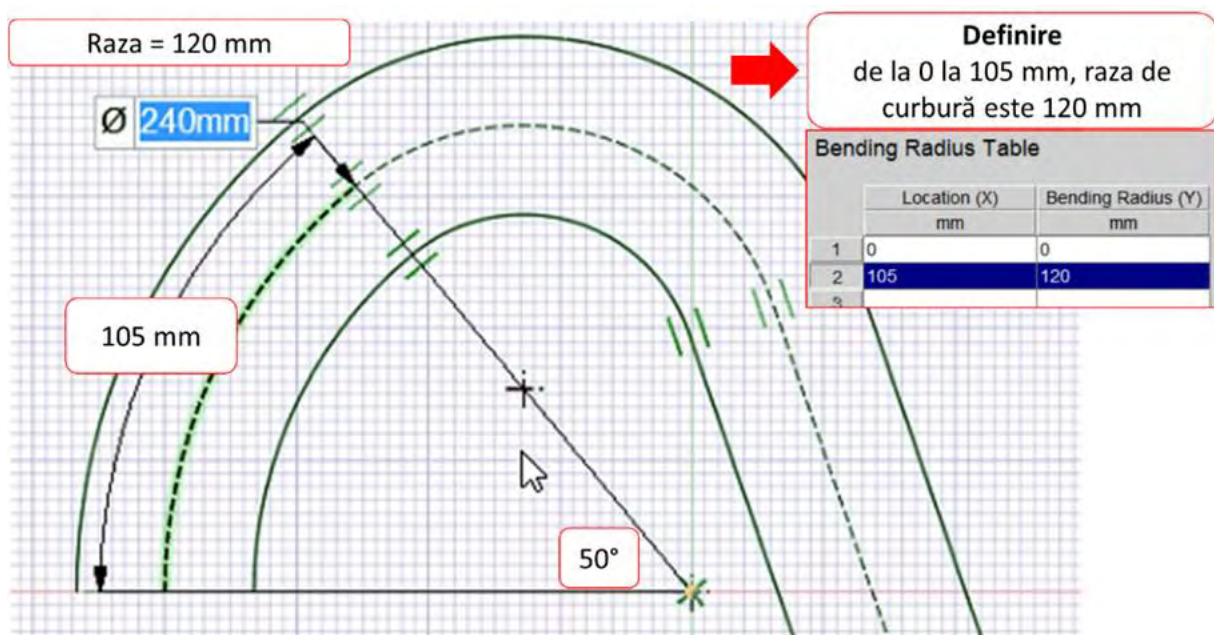 Raza = 120 mm
Definire
de la 0 la 105 mm, raza de
curbură este 120 mm
Ø 240mm
Bending Radius Table
Location (X) Bending Radius (Y)
mm mm
1 0 0
2 105 120
3
105 mm
50°